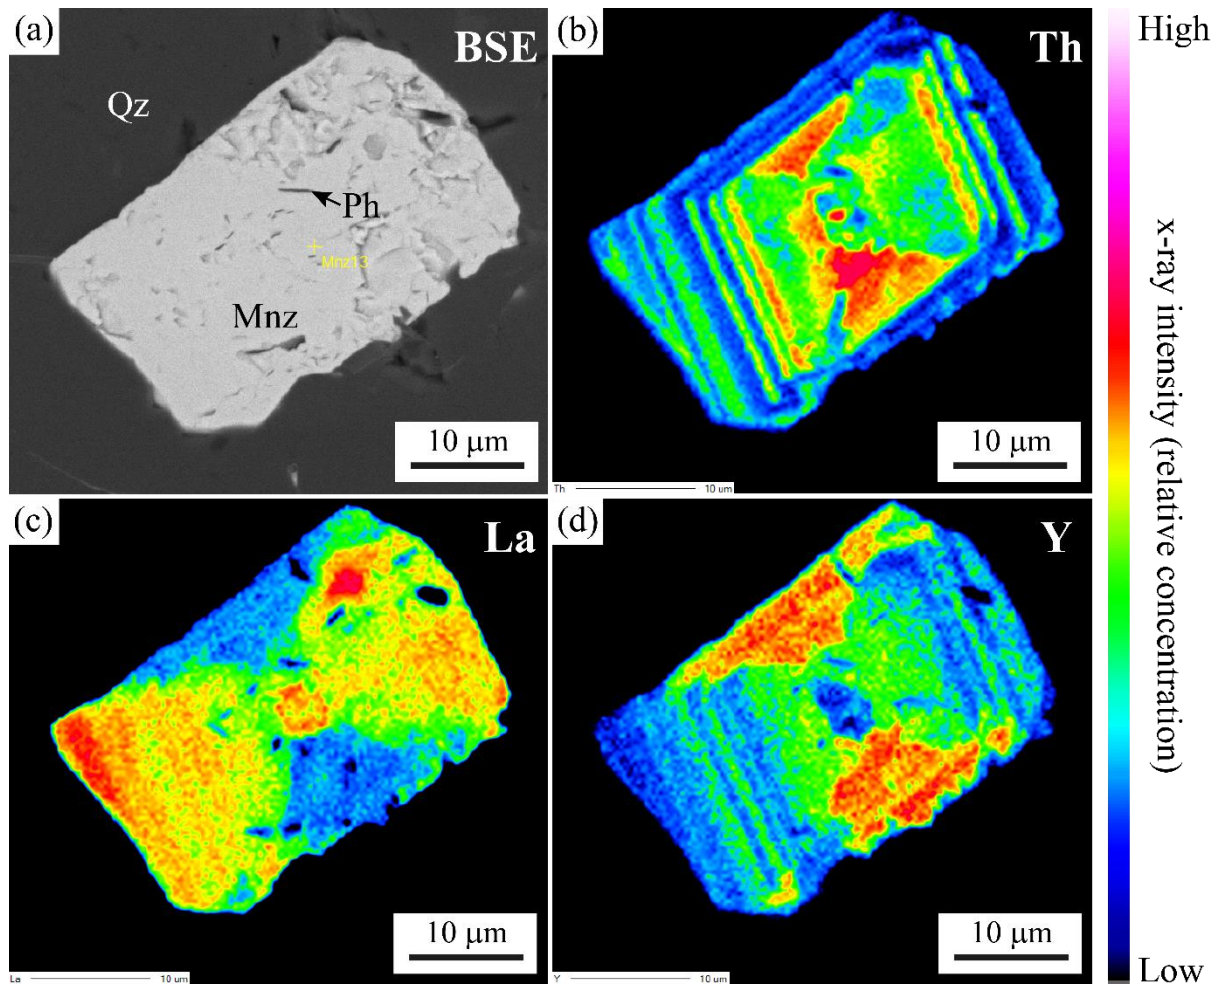 (a)
BSE
Qz
Ph
Mnz13
Mnz
10 μm
(b)
Th
10 μm
Th
10 um
(c)
La
10 μm
La
10 um
(d)
Y
10 μm
Y
10 um
High
x-ray intensity (relative concentration)
Low